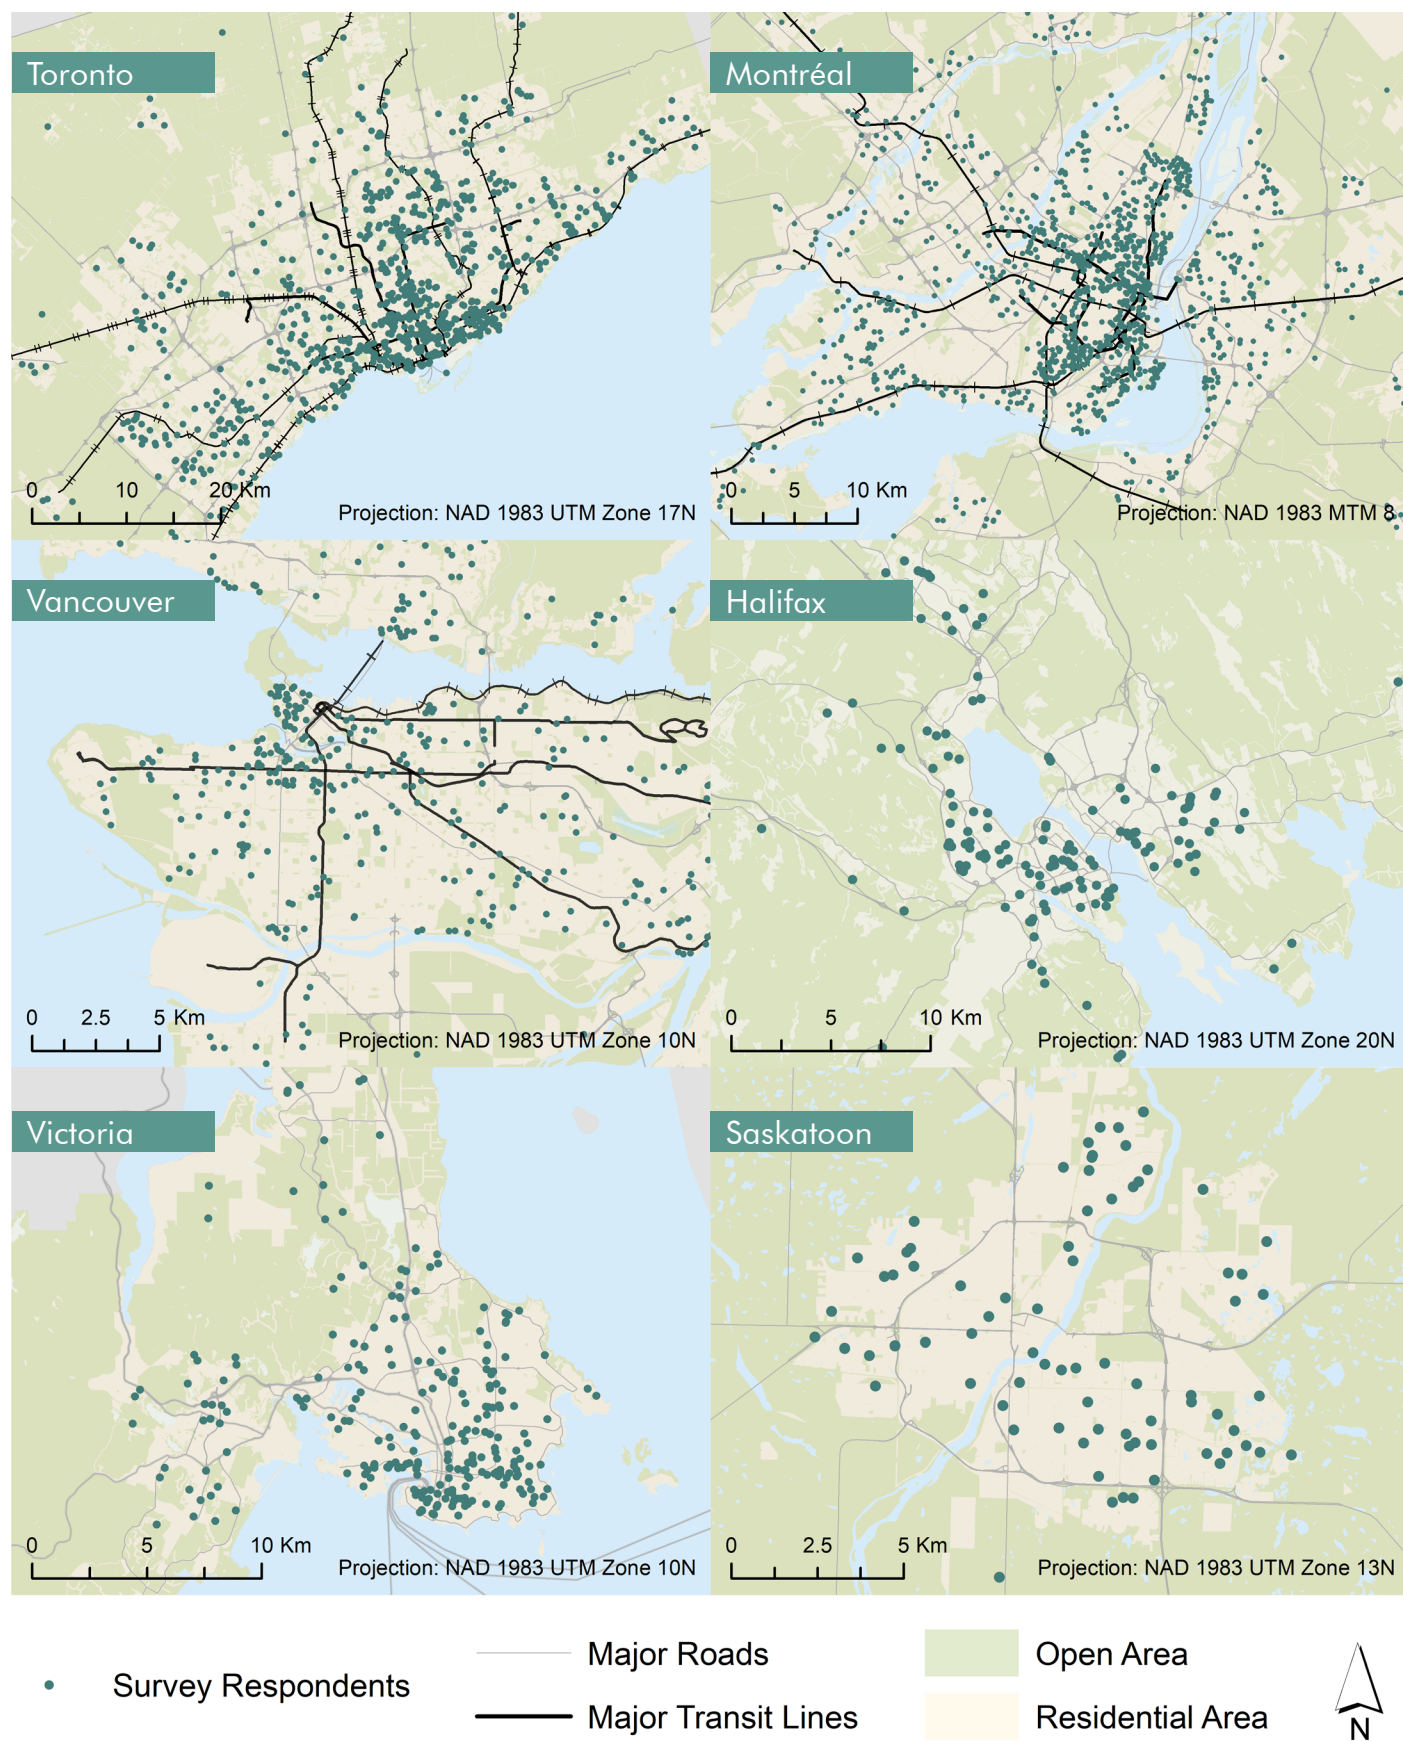 Toronto
0 10 20 Km
Projection: NAD 1983 UTM Zone 17N
Montréal
0 5 10 Km
Projection: NAD 1983 MTM 8
Vancouver
0 2.5 5 Km
Projection: NAD 1983 UTM Zone 10N
Halifax
0 5 10 Km
Projection: NAD 1983 UTM Zone 20N
Victoria
0 5 10 Km
Projection: NAD 1983 UTM Zone 10N
Saskatoon
0 2.5 5 Km
Projection: NAD 1983 UTM Zone 13N
Survey Respondents
Major Roads
Major Transit Lines
Open Area
Residential Area
N